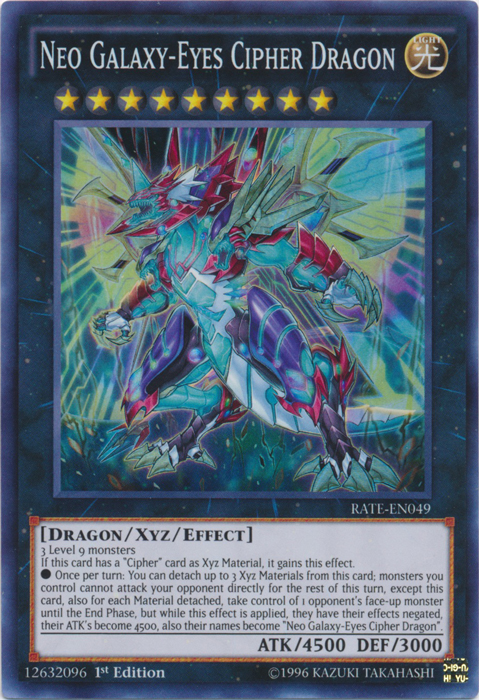 NEO GALAXY-EYES CIPHER DRAGON
LIGHT
光
RATE-EN049
[DRAGON/XYZ/EFFECT]
3 Level 9 monsters
If this card has a "Cipher" card as Xyz Material, it gains this effect.
● Once per turn: You can detach up to 3 Xyz Materials from this card; monsters you
control cannot attack your opponent directly for the rest of this turn, except this
card, also for each Material detached, take control of 1 opponent's face-up monster
until the End Phase, but while this effect is applied, they have their effects negated,
their ATK's become 4500, also their names become "Neo Galaxy-Eyes Cipher Dragon".
ATK/4500 DEF/3000
12632096 1st Edition ©1996 KAZUKI TAKAHASHI